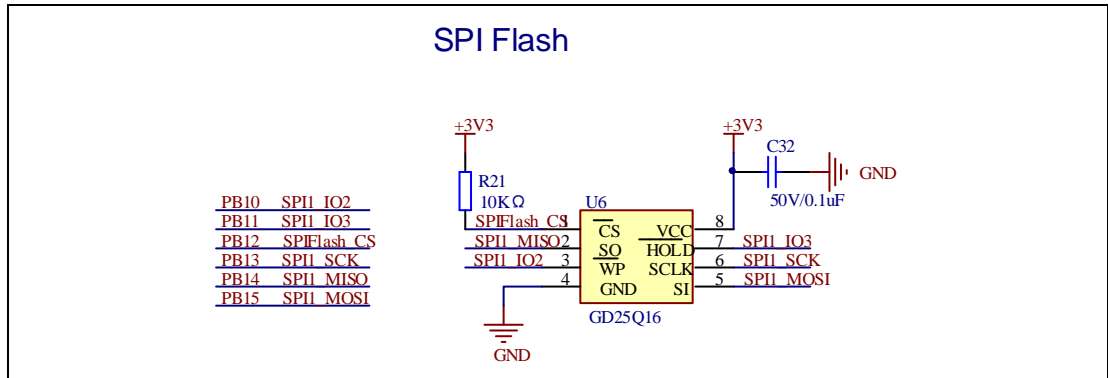 SPI Flash
+3V3
+3V3
C32
GND
50V/0.1uF
R21
10KΩ
U6
PB10 SPI1_IO2
PB11 SPI1_IO3
PB12 SPIFlash_CS
PB13 SPI1_SCK
PB14 SPI1_MISO
PB15 SPI1_MOSI
SPIFlash_CS 1 CS VCC 8
SPI1_MISO 2 SO HOLD 7 SPI1_IO3
SPI1_IO2 3 WP SCLK 6 SPI1_SCK
4 GND SI 5 SPI1_MOSI
GD25Q16
GND